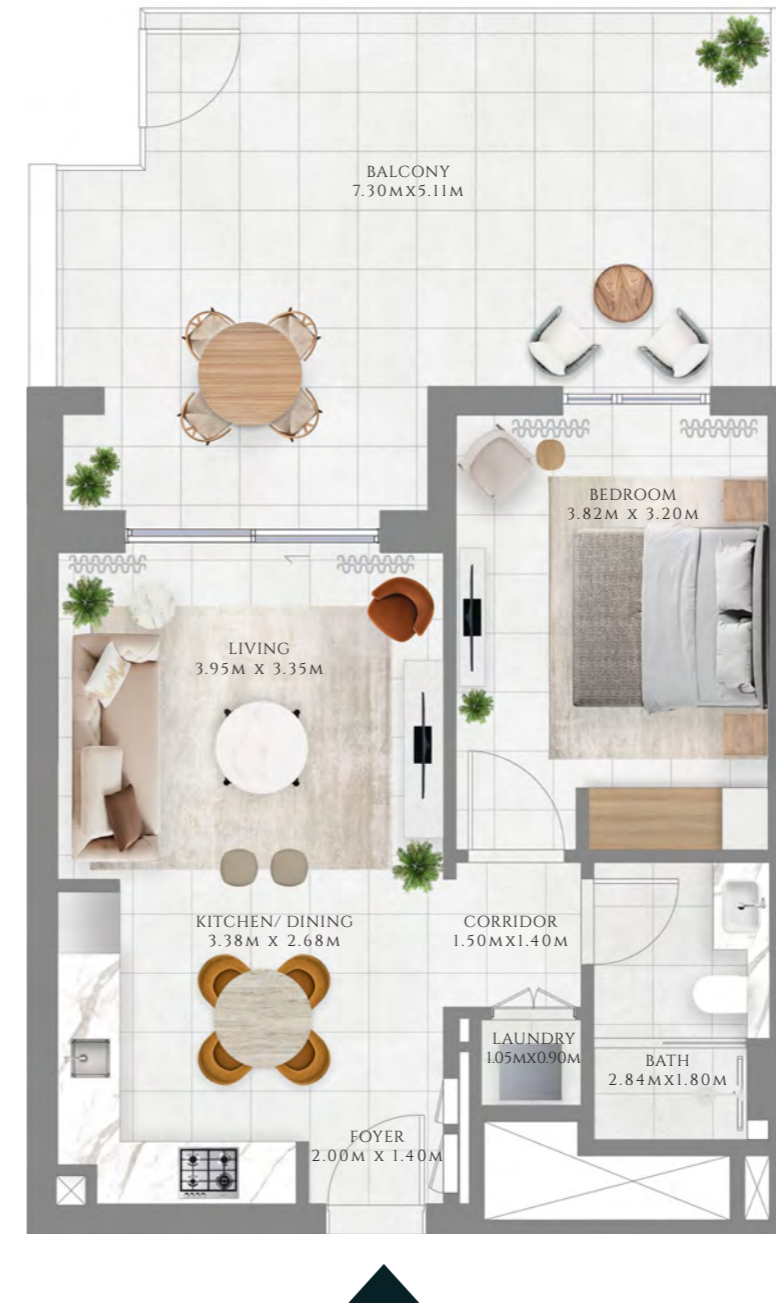 BALCONY
7.30MX5.11M
BEDROOM
3.82M X 3.20M
LIVING
3.95M X 3.35M
KITCHEN/ DINING
3.38M X 2.68M
CORRIDOR
1.50MX1.40M
LAUNDRY
1.05MX0.90M
BATH
2.84MX1.80M
FOYER
2.00M X 1.40M